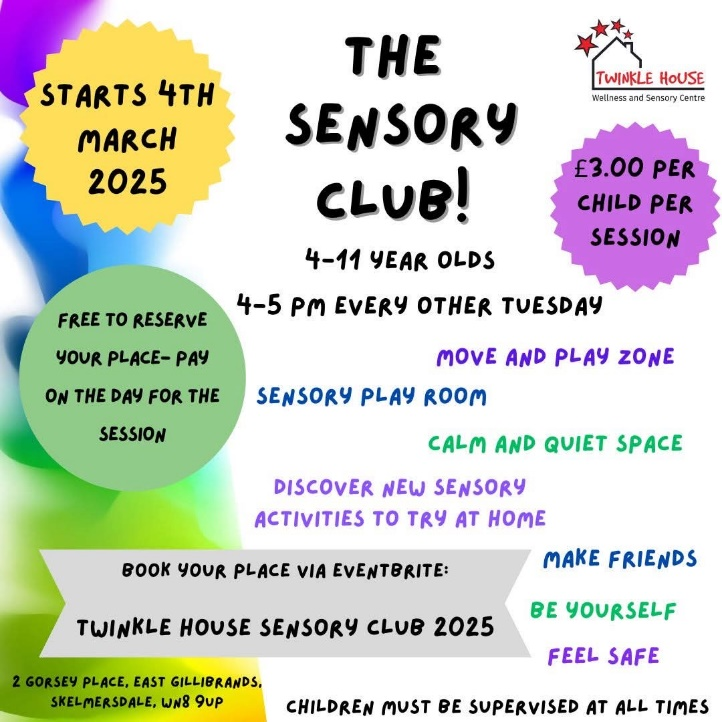 STARTS 4TH
MARCH
2025
THE
SENSORY
CLUB!
TWINKLE HOUSE
Wellness and Sensory Centre
£3.00 PER
CHILD PER
SESSION
4-11 YEAR OLDS
4-5 PM EVERY OTHER TUESDAY
FREE TO RESERVE
YOUR PLACE- PAY
ON THE DAY FOR THE
SESSION
MOVE AND PLAY ZONE
SENSORY PLAY ROOM
CALM AND QUIET SPACE
DISCOVER NEW SENSORY
ACTIVITIES TO TRY AT HOME
MAKE FRIENDS
BE YOURSELF
FEEL SAFE
BOOK YOUR PLACE VIA EVENTBRITE:
TWINKLE HOUSE SENSORY CLUB 2025
2 GORSEY PLACE, EAST GILLIBRANDS,
SKELMERSDALE, WN8 9UP
CHILDREN MUST BE SUPERVISED AT ALL TIMES